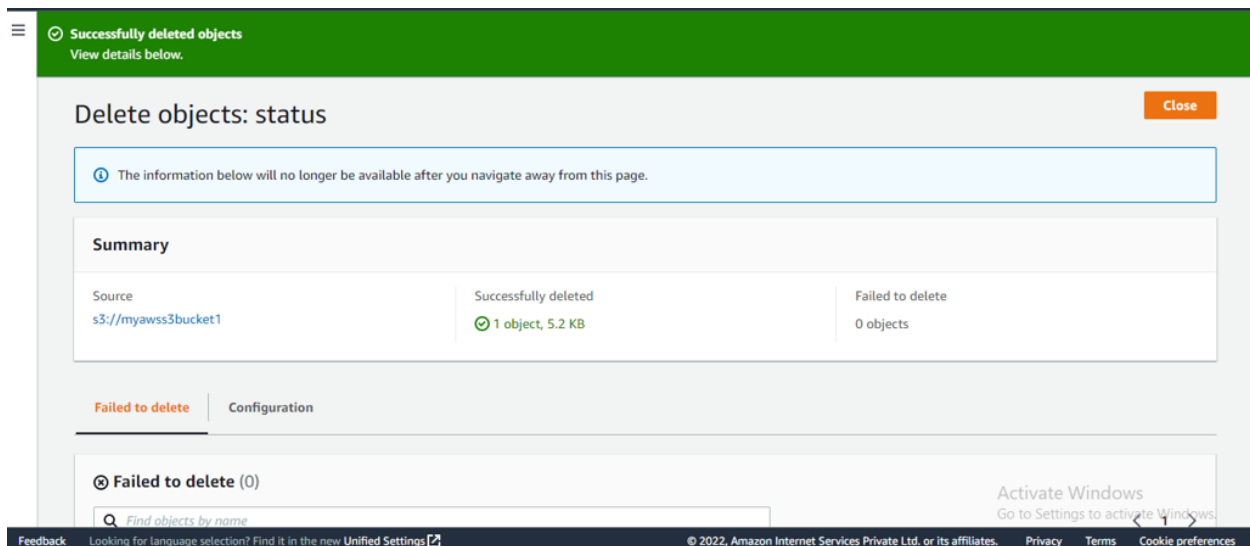 Successfully deleted objects
View details below.
Delete objects: status
Close
The information below will no longer be available after you navigate away from this page.
Summary
Source
s3://myawss3bucket1
Successfully deleted
1 object, 5.2 KB
Failed to delete
0 objects
Failed to delete
Configuration
Failed to delete (0)
Find objects by name
1
Activate Windows
Go to Settings to activate Windows.
Feedback Looking for language selection? Find it in the new Unified Settings © 2022, Amazon Internet Services Private Ltd. or its affiliates. Privacy Terms Cookie preferences